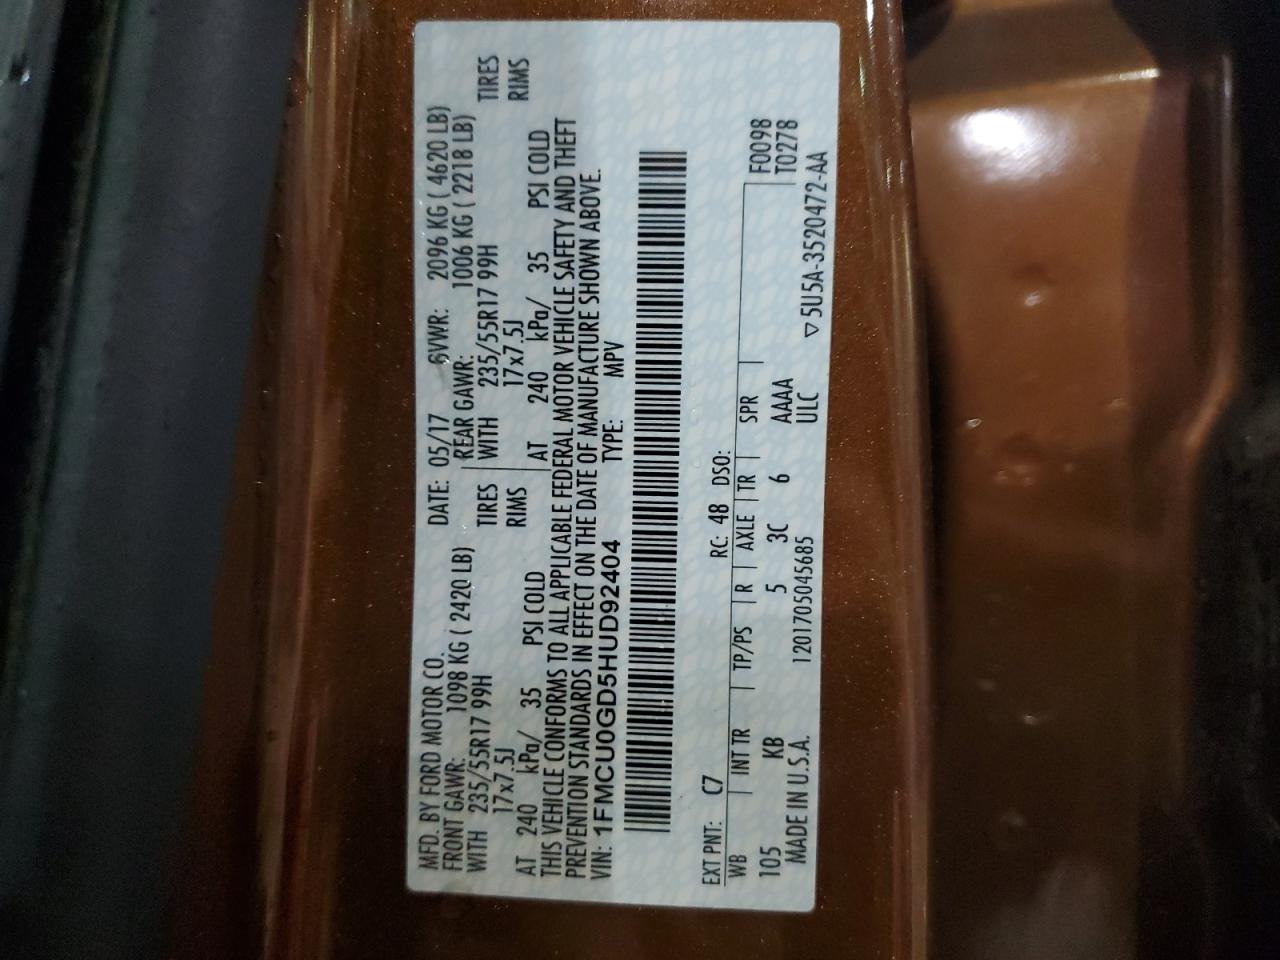 MFD. BY FORD MOTOR CO. DATE: 05/17 GVWR: 2096 KG ( 4620 LB)
FRONT GAWR: 1098 KG ( 2420 LB) REAR GAWR: 1006 KG ( 2218 LB)
WITH 235/55R17 99H TIRES WITH 235/55R17 99H TIRES
17x7.5J RIMS 17x7.5J RIMS
AT 240 kPa/ 35 PSI COLD AT 240 kPa/ 35 PSI COLD
THIS VEHICLE CONFORMS TO ALL APPLICABLE FEDERAL MOTOR VEHICLE SAFETY AND THEFT
PREVENTION STANDARDS IN EFFECT ON THE DATE OF MANUFACTURE SHOWN ABOVE.
VIN: 1FMCU0GD5HUD92404 TYPE: MPV
EXT PNT: C7 RC: 48 DSO: F0098
WB INT TR TP/PS R AXLE TR SPR T0278
105 KB 5 3C 6 AAAA
MADE IN U.S.A. 1201705045685 ULC ▽5U5A-3520472-AA